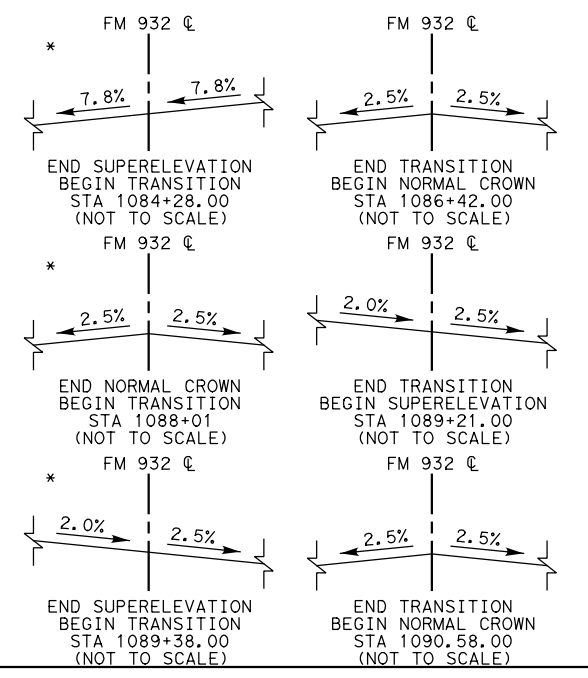 FM 932 ℄
*
7.8% 7.8%
END SUPERELEVATION
BEGIN TRANSITION
STA 1084+28.00
(NOT TO SCALE)
FM 932 ℄
2.5% 2.5%
END TRANSITION
BEGIN NORMAL CROWN
STA 1086+42.00
(NOT TO SCALE)
FM 932 ℄
*
2.5% 2.5%
END NORMAL CROWN
BEGIN TRANSITION
STA 1088+01
(NOT TO SCALE)
FM 932 ℄
2.0% 2.5%
END TRANSITION
BEGIN SUPERELEVATION
STA 1089+21.00
(NOT TO SCALE)
FM 932 ℄
*
2.0% 2.5%
END SUPERELEVATION
BEGIN TRANSITION
STA 1089+38.00
(NOT TO SCALE)
FM 932 ℄
2.5% 2.5%
END TRANSITION
BEGIN NORMAL CROWN
STA 1090.58.00
(NOT TO SCALE)